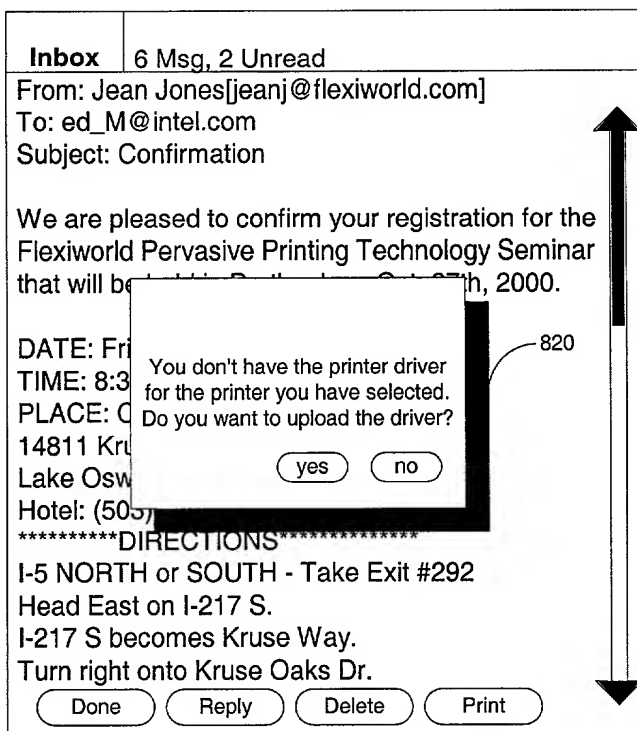 Inbox 6 Msg, 2 Unread
From: Jean Jones[jeanj@flexiworld.com]
To: ed_M@intel.com
Subject: Confirmation
We are pleased to confirm your registration for the
Flexiworld Pervasive Printing Technology Seminar
that will be 7th, 2000.
DATE: Fri
TIME: 8:3
PLACE: C
14811 Kru
Lake Osw
Hotel: (503)
You don't have the printer driver
for the printer you have selected.
Do you want to upload the driver?
yes no
820
**********DIRECTIONS**************
I-5 NORTH or SOUTH - Take Exit #292
Head East on I-217 S.
I-217 S becomes Kruse Way.
Turn right onto Kruse Oaks Dr.
Done Reply Delete Print